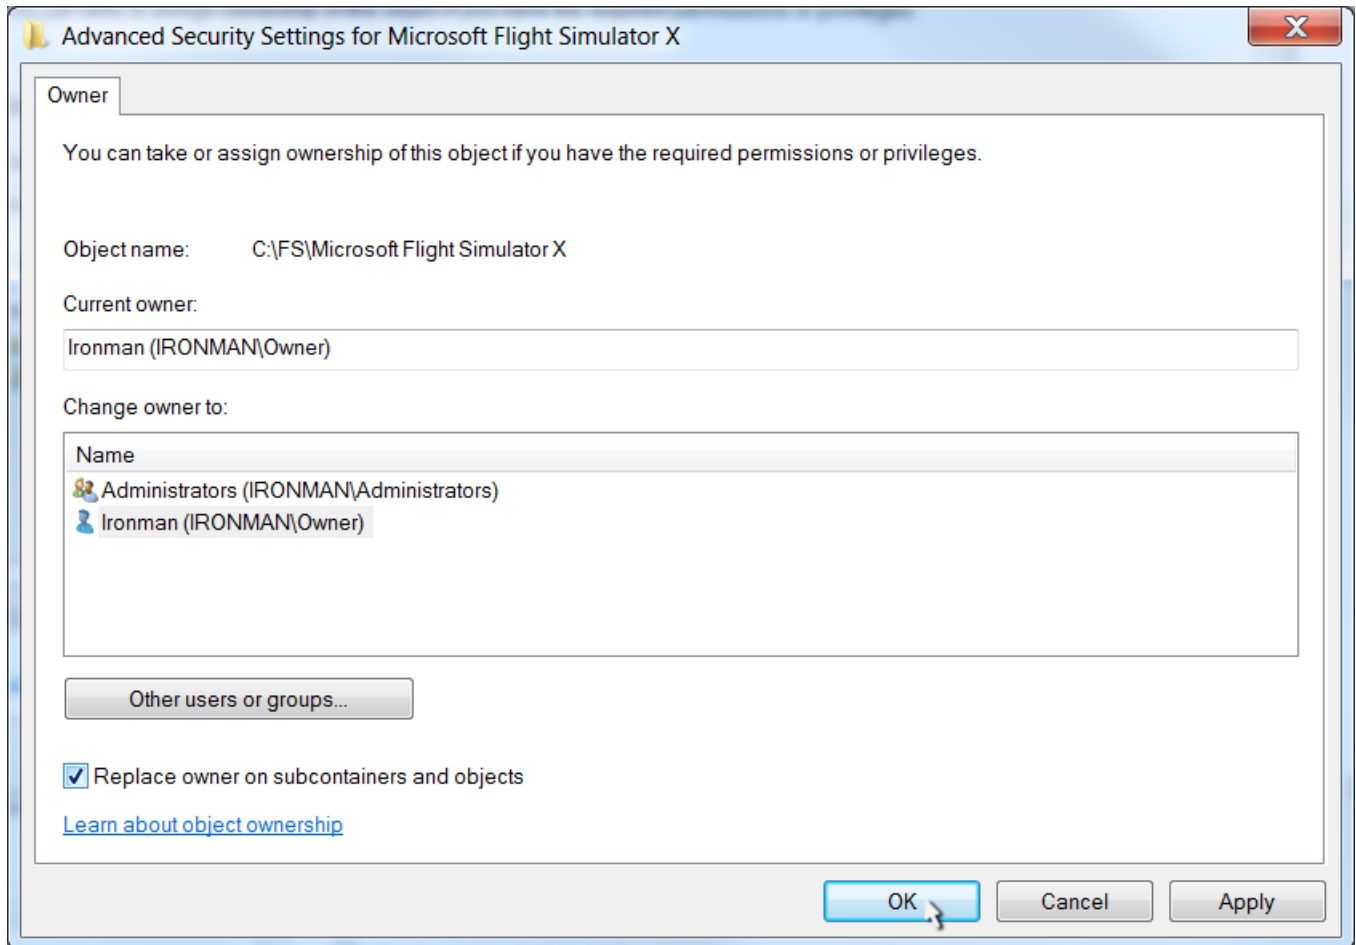 Advanced Security Settings for Microsoft Flight Simulator X
X
Owner
You can take or assign ownership of this object if you have the required permissions or privileges.
Object name: C:\FS\Microsoft Flight Simulator X
Current owner:
Ironman (IRONMAN\Owner)
Change owner to:
Name
Administrators (IRONMAN\Administrators)
Ironman (IRONMAN\Owner)
Other users or groups...
Replace owner on subcontainers and objects
Learn about object ownership
OK Cancel Apply